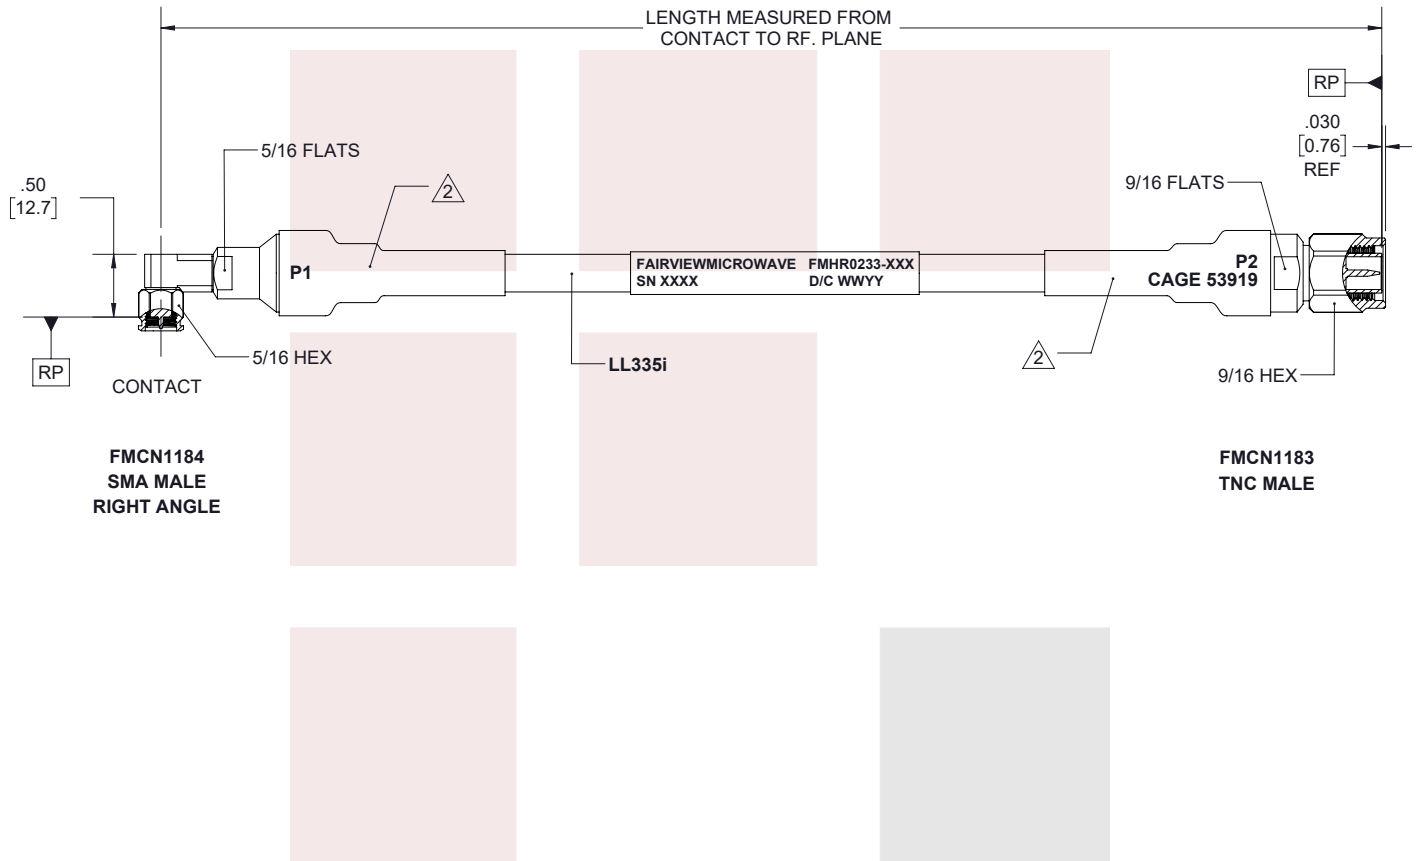 LENGTH MEASURED FROM
CONTACT TO RF. PLANE
RP
.030
[0.76]
REF
5/16 FLATS
2
9/16 FLATS
.50
[12.7]
P1
FAIRVIEWMICROWAVE FMHR0233-XXX
SN XXXX D/C WWYY
P2
CAGE 53919
RP
5/16 HEX
LL335i
2
9/16 HEX
CONTACT
FMCN1184
SMA MALE
RIGHT ANGLE
FMCN1183
TNC MALE